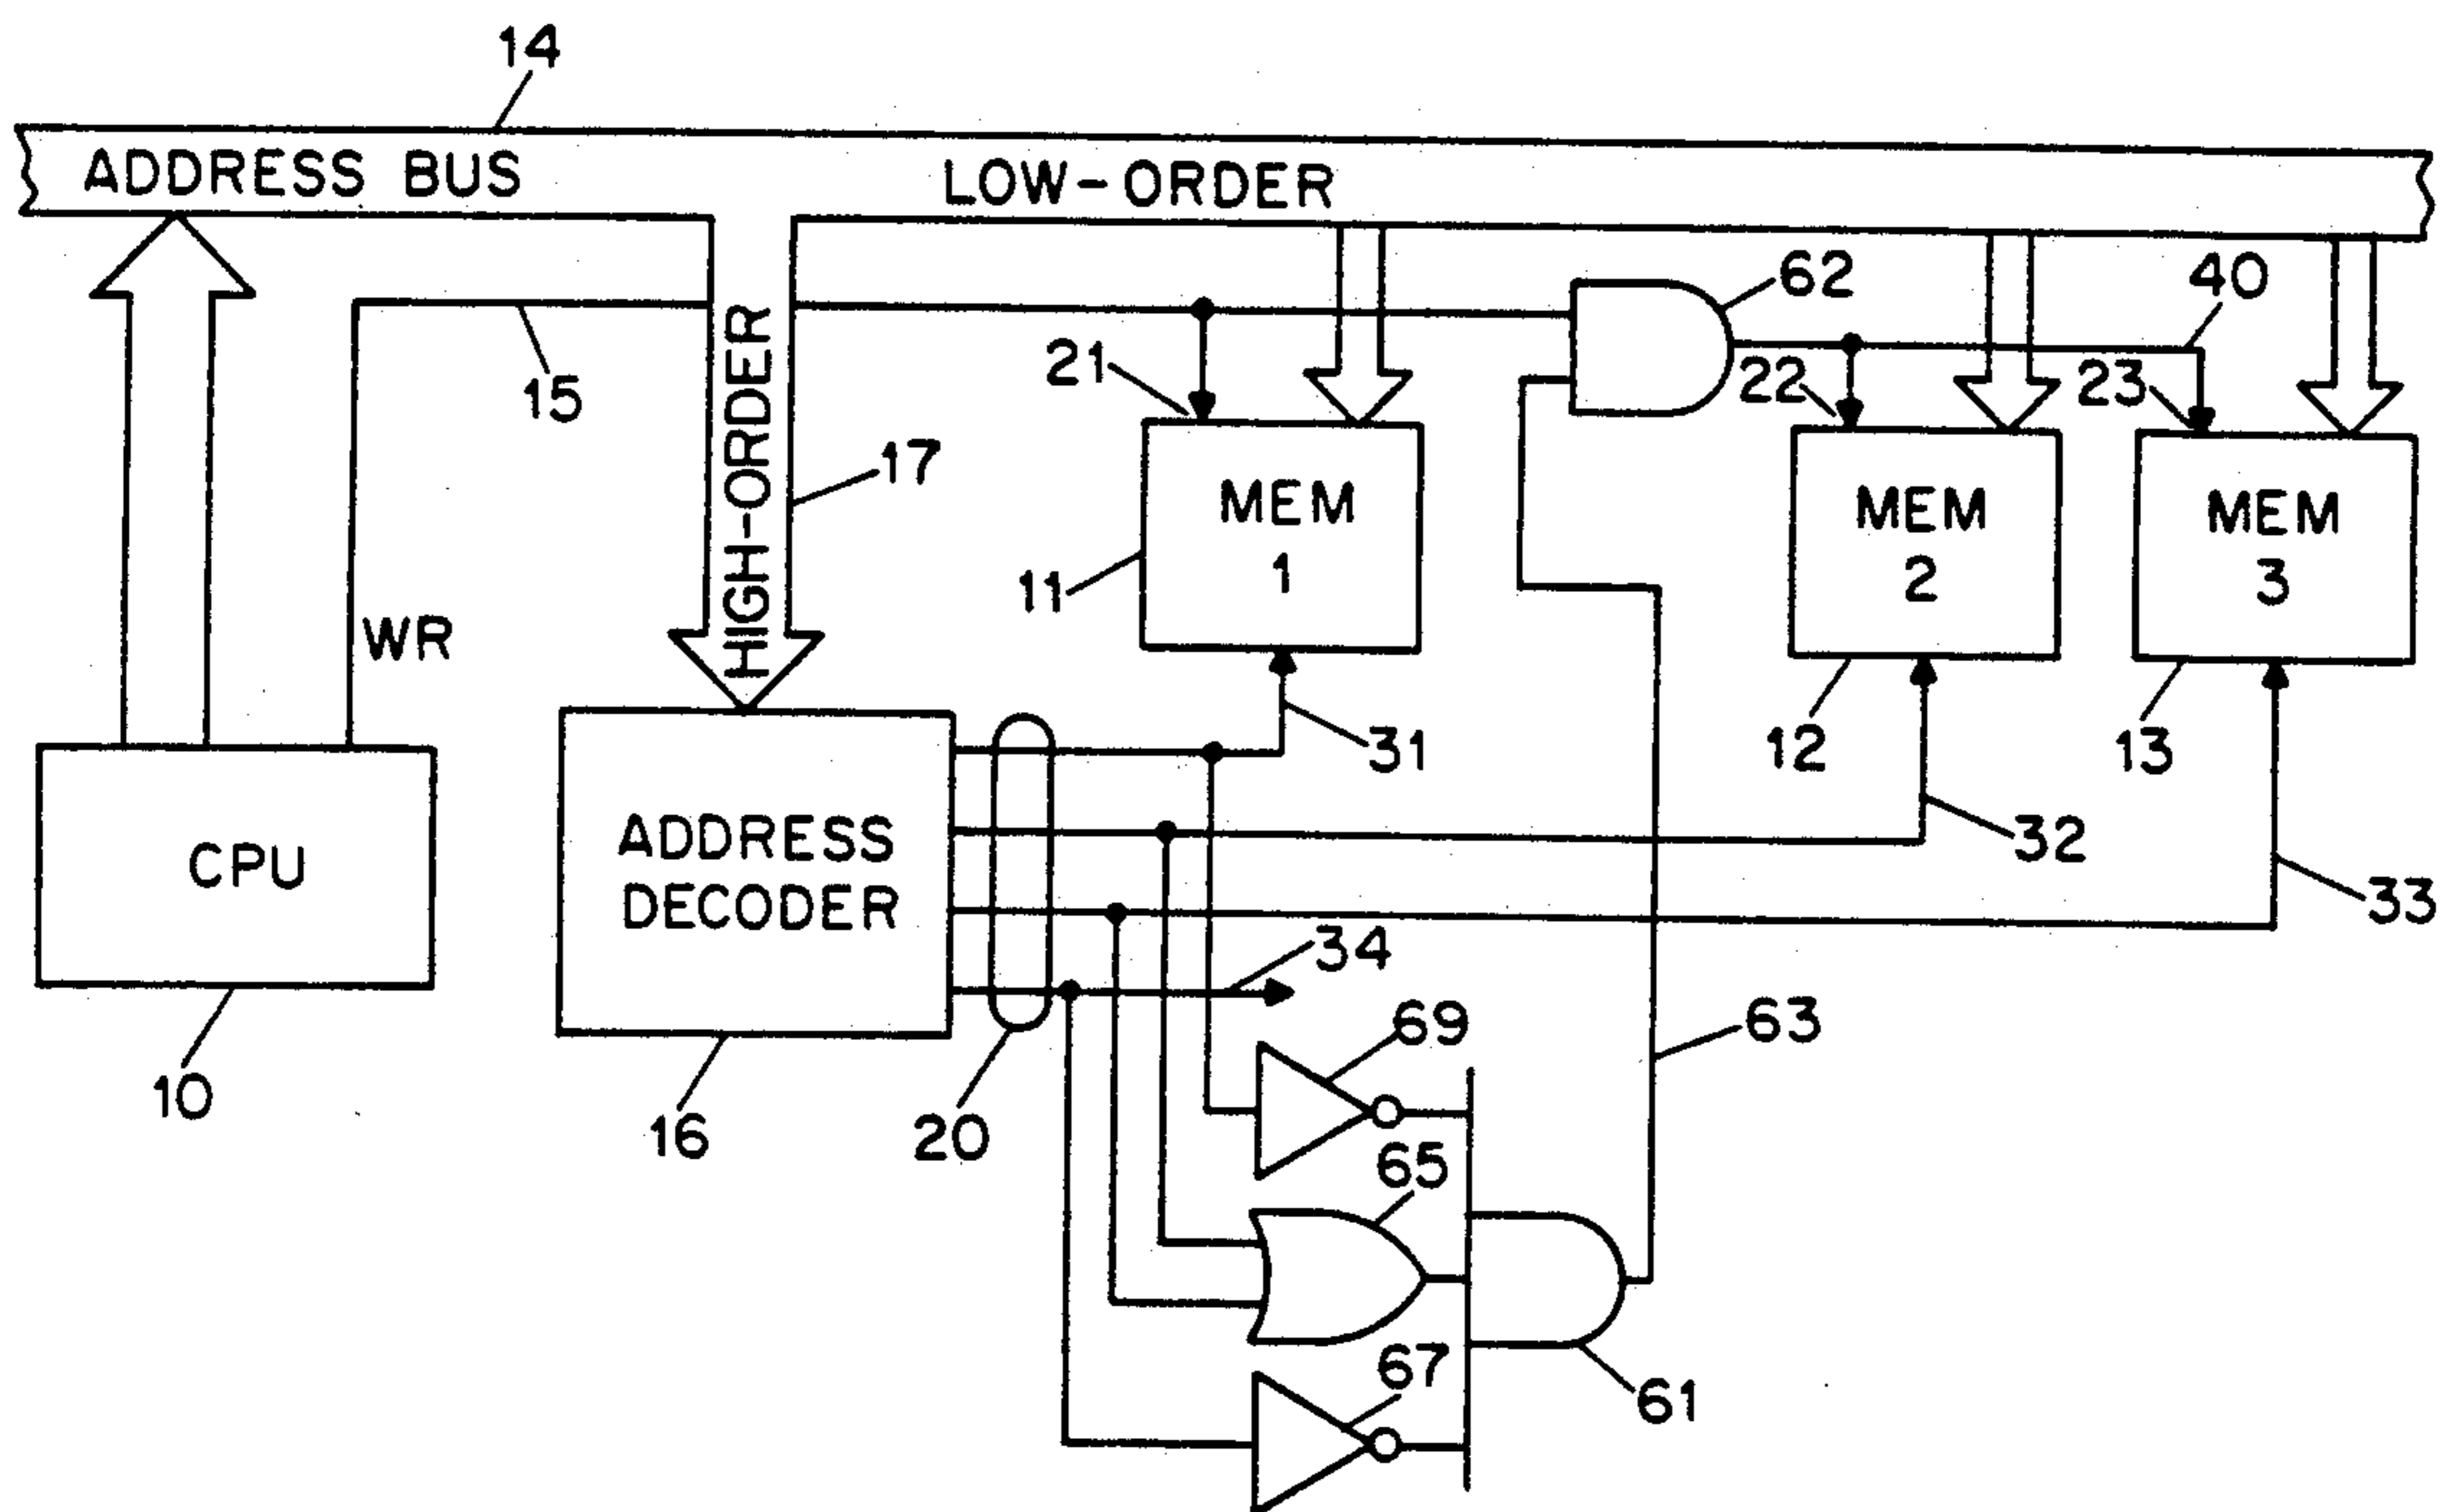 14
ADDRESS BUS
LOW-ORDER
62
40
21
22
23
15
HIGH-ORDER
17
MEM
1
MEM
2
MEM
3
11
WR
31
12
13
CPU
ADDRESS
DECODER
32
33
34
69
63
10
16
20
65
67
61